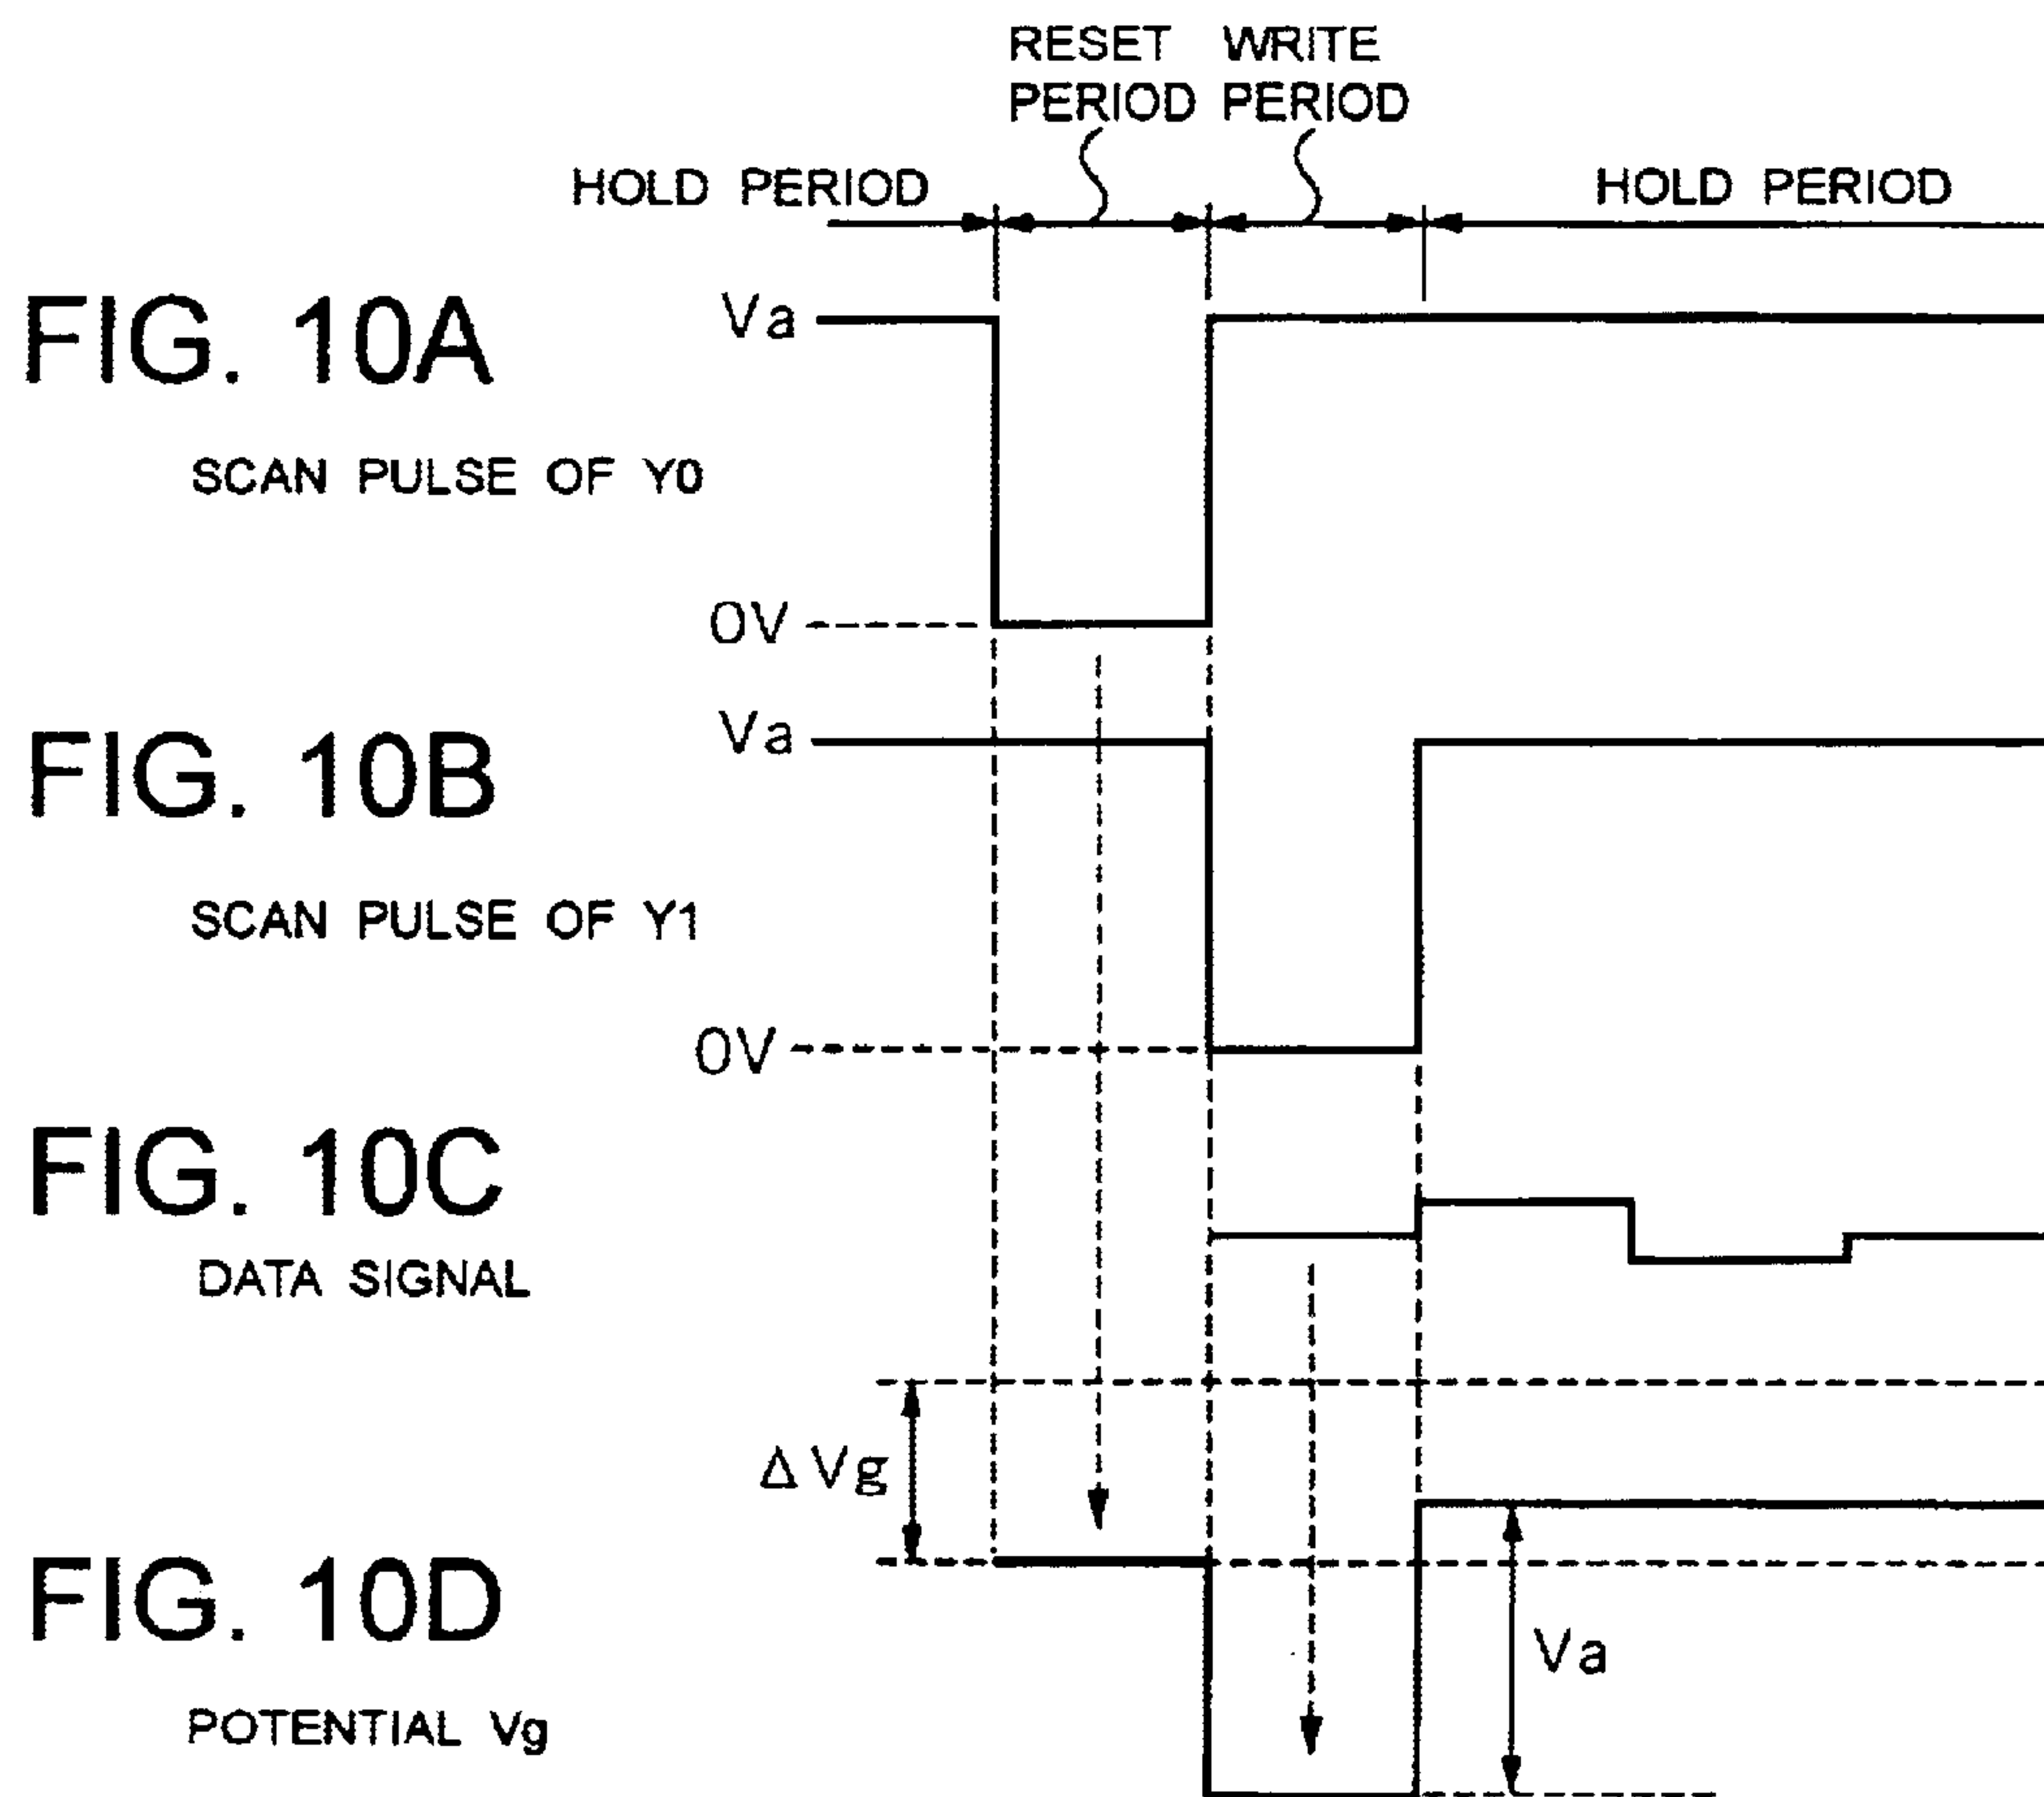 RESET WRITE
PERIOD PERIOD
HOLD PERIOD
HOLD PERIOD
FIG. 10A
Va
SCAN PULSE OF Y0
0V
FIG. 10B
Va
SCAN PULSE OF Y1
0V
FIG. 10C
DATA SIGNAL
ΔVg
FIG. 10D
Va
POTENTIAL Vg